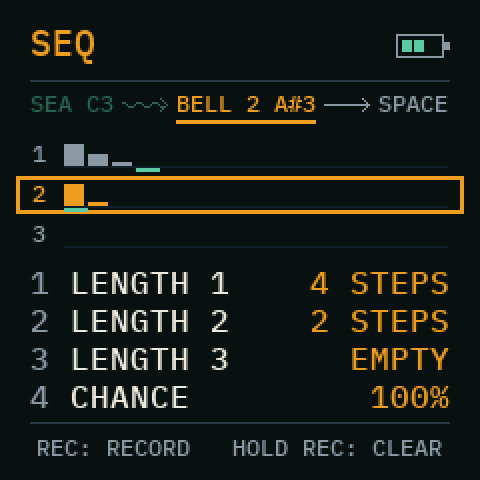 SEQ
SEA C3 BELL 2 A#3 SPACE
1
2
3
1 LENGTH 1 4 STEPS
2 LENGTH 2 2 STEPS
3 LENGTH 3 EMPTY
4 CHANCE 100%
REC: RECORD HOLD REC: CLEAR